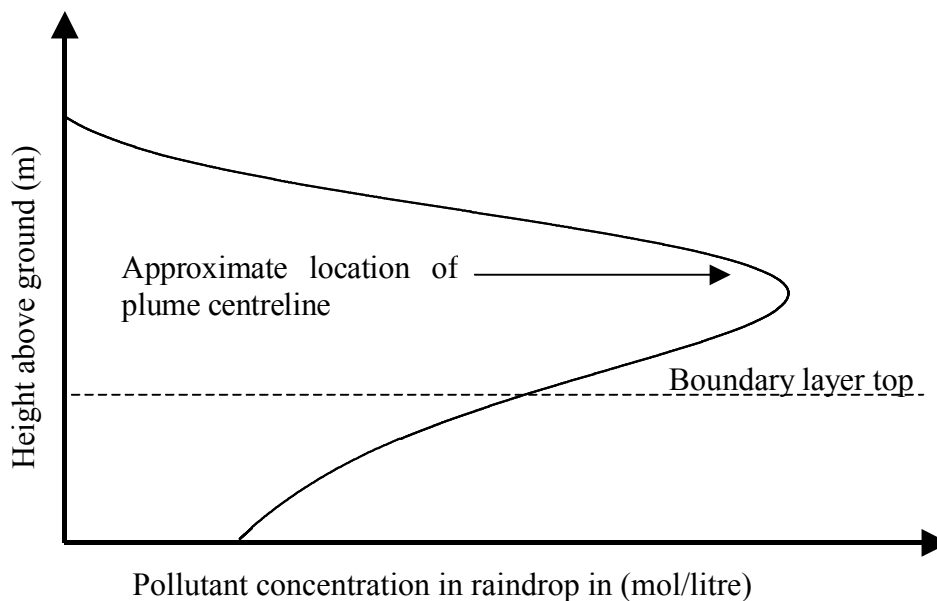 Height above ground (m)
Approximate location of
plume centreline
Boundary layer top
Pollutant concentration in raindrop in (mol/litre)